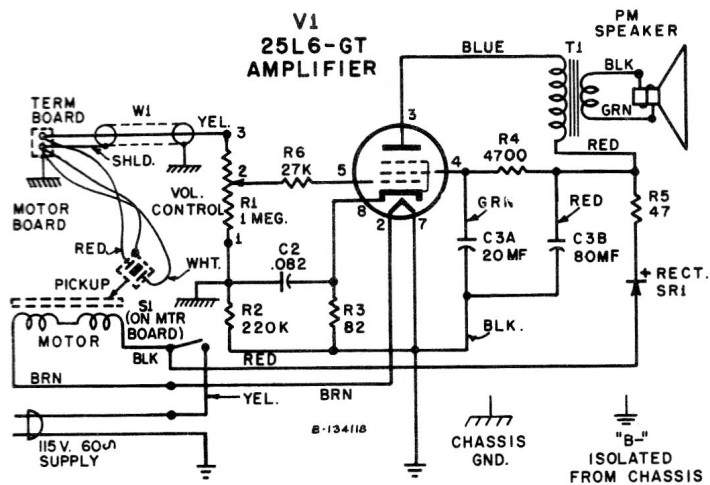 V1
25L6-GT
AMPLIFIER
PM
SPEAKER
BLUE
T1
BLK
GRN
RED
TERM
BOARD
W1
YEL.
3
SHLD.
MOTOR
BOARD
2
VOL.
CONTROL
R1
1 MEG.
1
R6
27K
3
5
8
2
7
4
R4
4700
R5
47
GRN
RED
C3A
20MF
C3B
80MF
RED
WHT.
PICKUP
C2
.082
+ RECT.
SR1
S1
(ON MTR
BOARD)
R2
220K
R3
82
BLK.
MOTOR
BLK
RED
BRN
BRN
YEL.
115 V. 60∿
SUPPLY
B-134118
CHASSIS
GND.
"B-"
ISOLATED
FROM CHASSIS